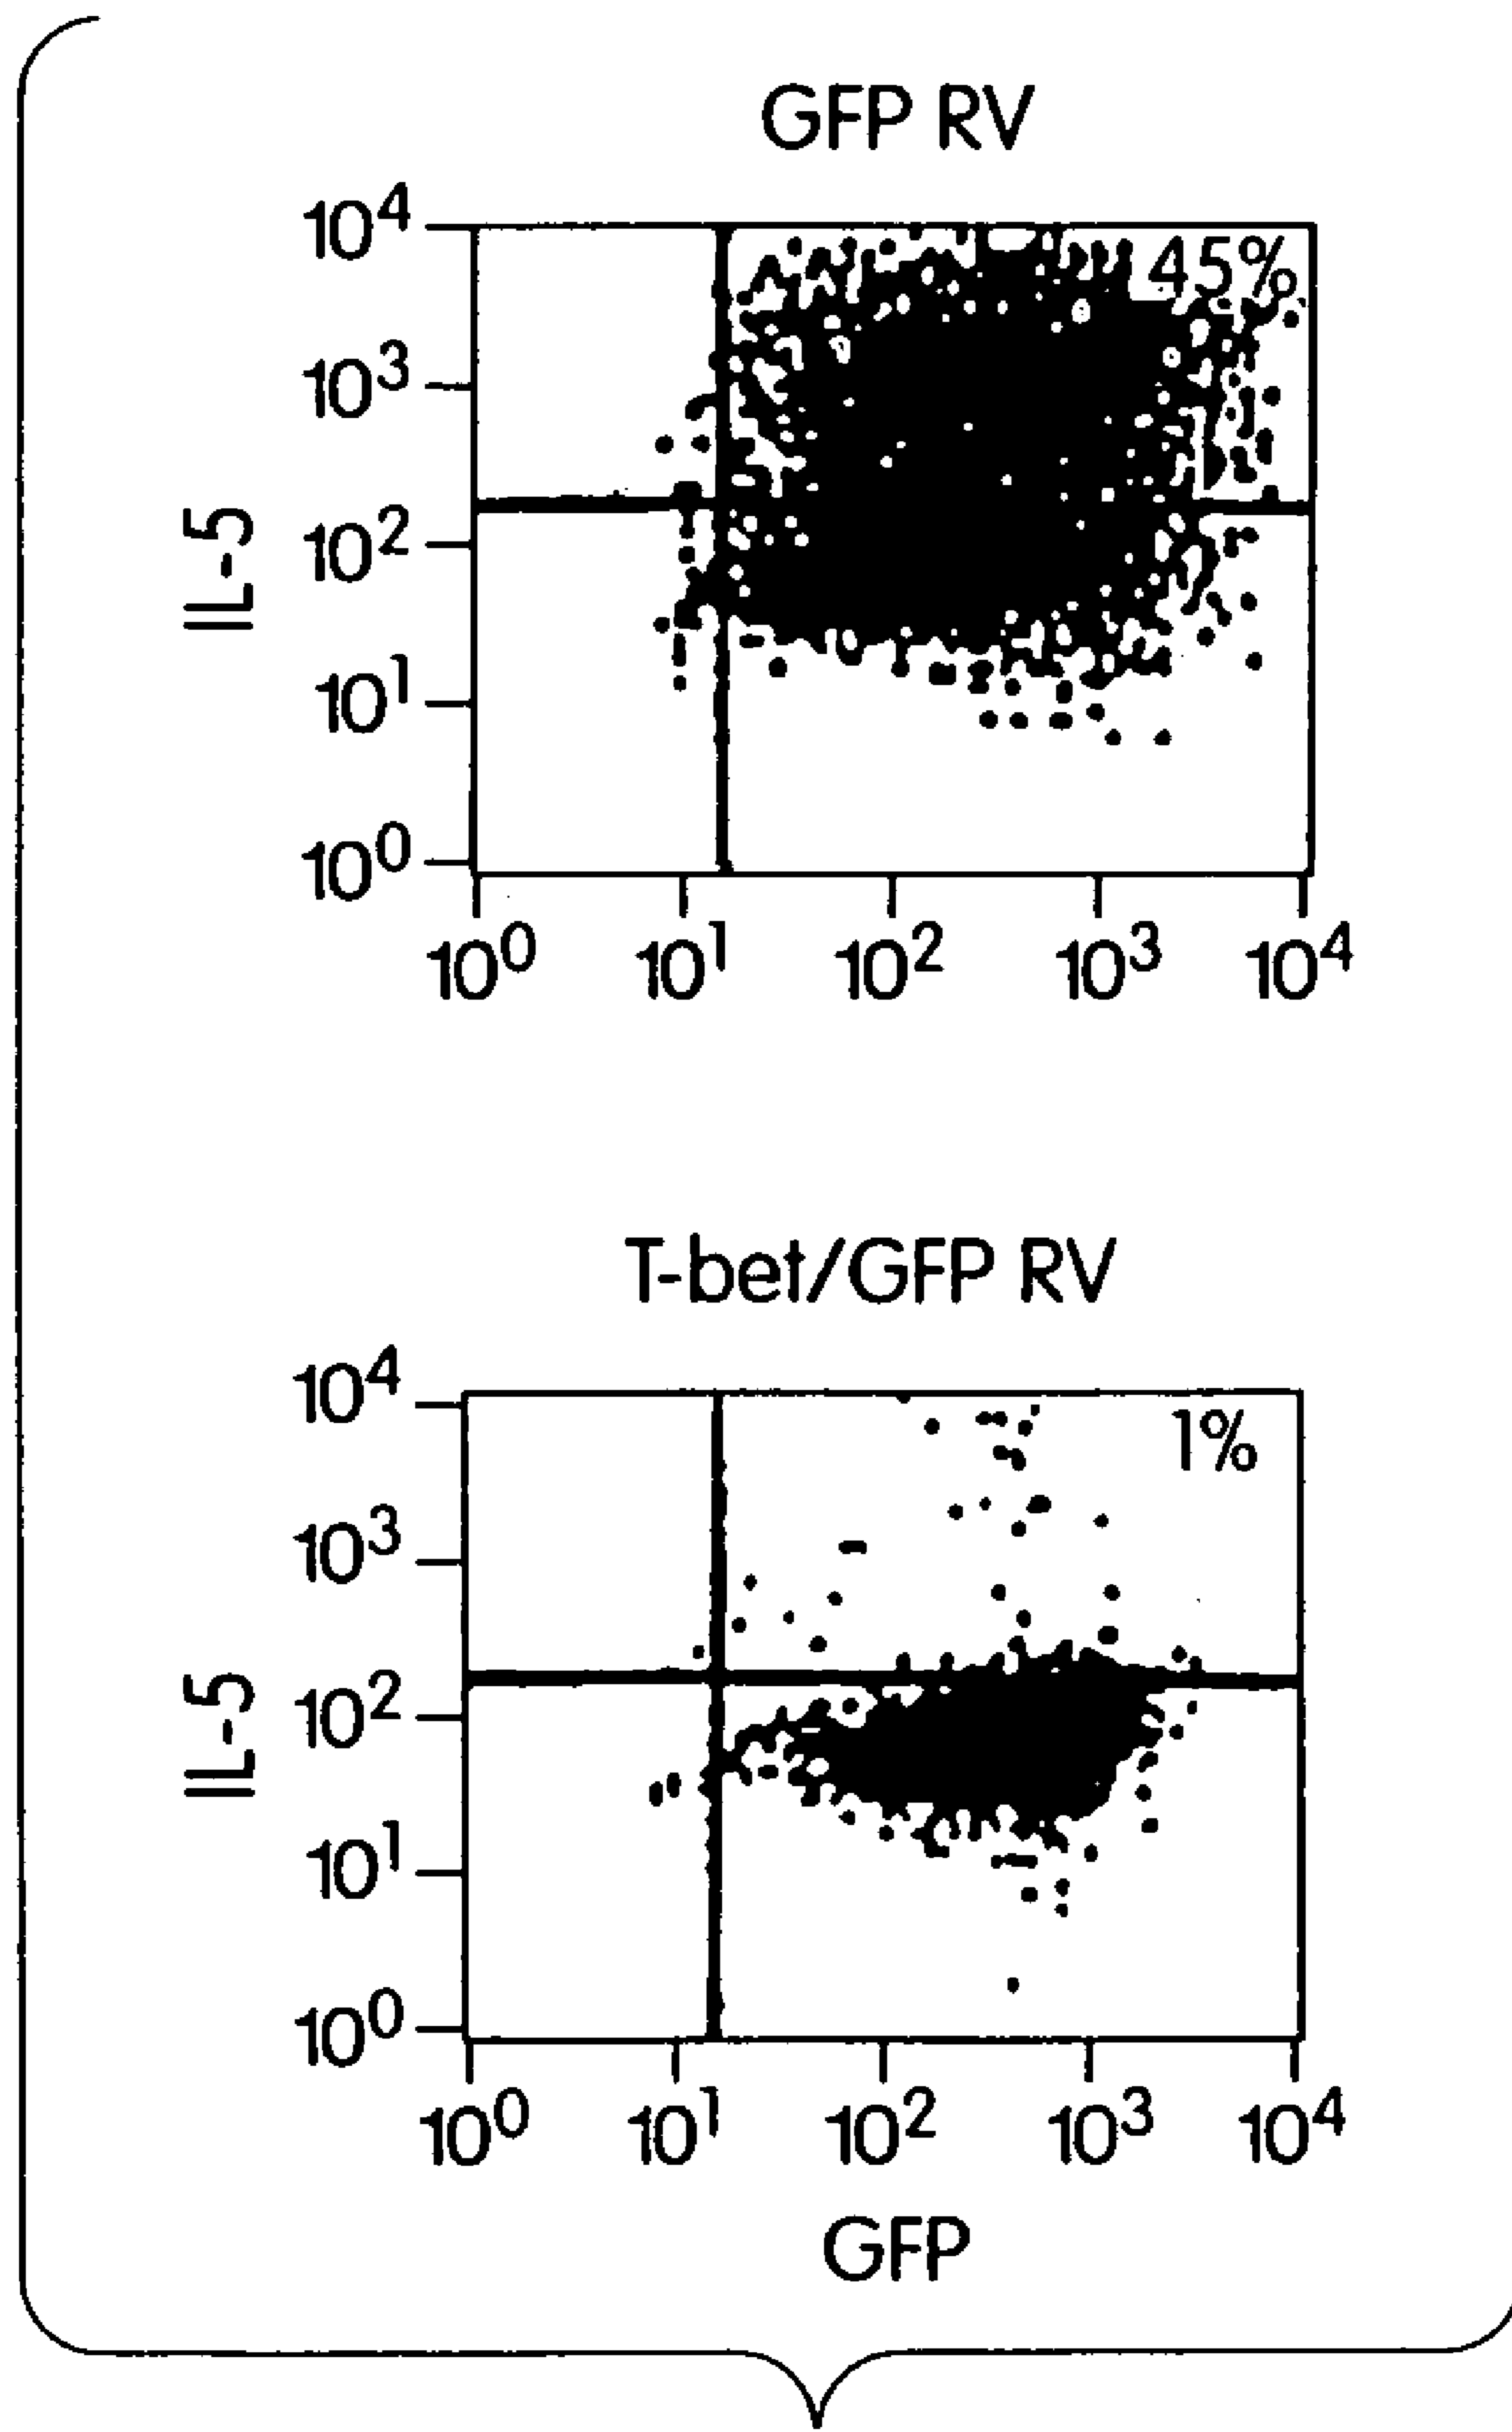 GFP RV
10⁴
45%
10³
IL-5
10²
10¹
10⁰
10⁰ 10¹ 10² 10³ 10⁴
T-bet/GFP RV
10⁴
1%
10³
IL-5
10²
10¹
10⁰
10⁰ 10¹ 10² 10³ 10⁴
GFP